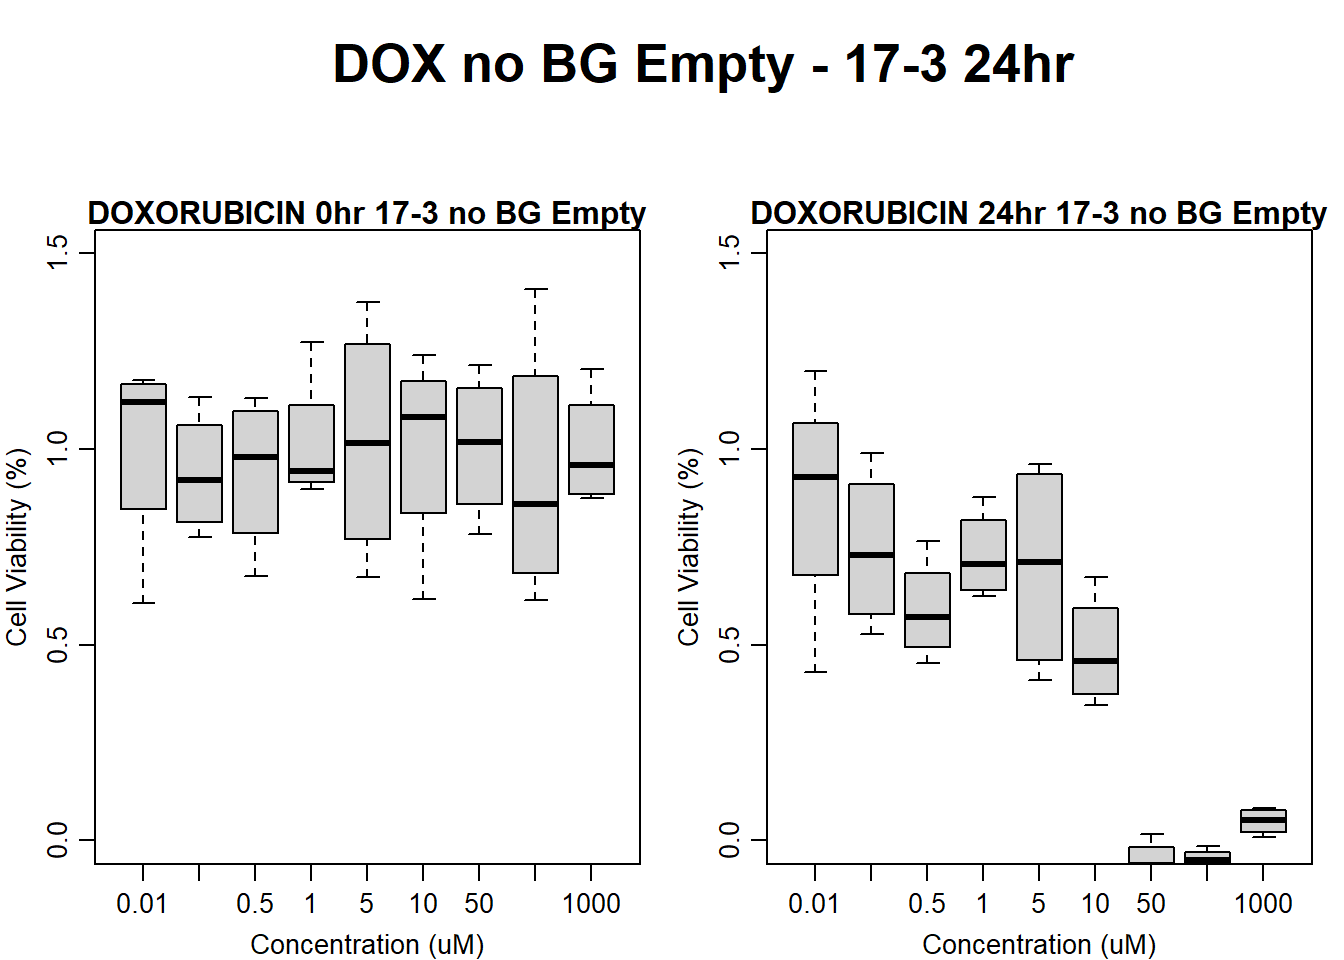 DOX no BG Empty - 17-3 24hr
DOXORUBICIN 0hr 17-3 no BG Empty
1.5
1.0
0.5
0.0
Cell Viability (%)
0.01 0.5 1 5 10 50 1000
Concentration (uM)
DOXORUBICIN 24hr 17-3 no BG Empty
1.5
1.0
0.5
0.0
Cell Viability (%)
0.01 0.5 1 5 10 50 1000
Concentration (uM)